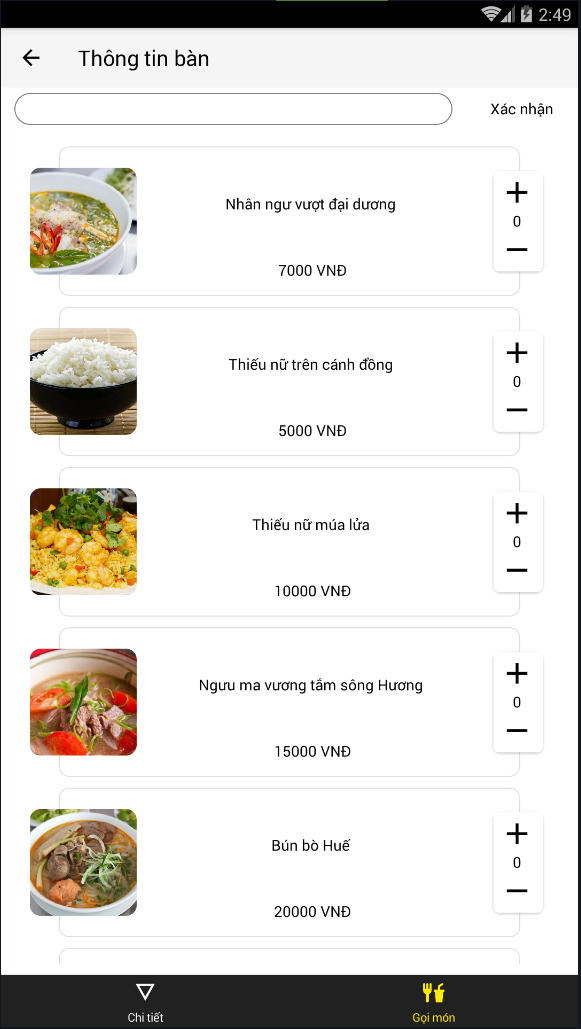 2:49
Thông tin bàn
Xác nhận
Nhân ngư vượt đại dương
0
7000 VNĐ
Thiếu nữ trên cánh đồng
0
5000 VNĐ
Thiếu nữ múa lửa
0
10000 VNĐ
Ngưu ma vương tắm sông Hương
0
15000 VNĐ
Bún bò Huế
0
20000 VNĐ
Chi tiết
Gọi món